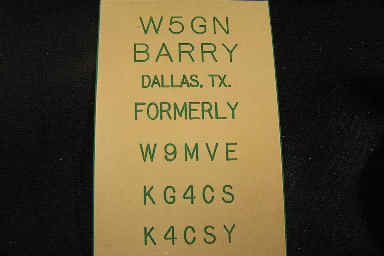 W5GN
BARRY
DALLAS, TX.
FORMERLY
W9MVE
KG4CS
K4CSY